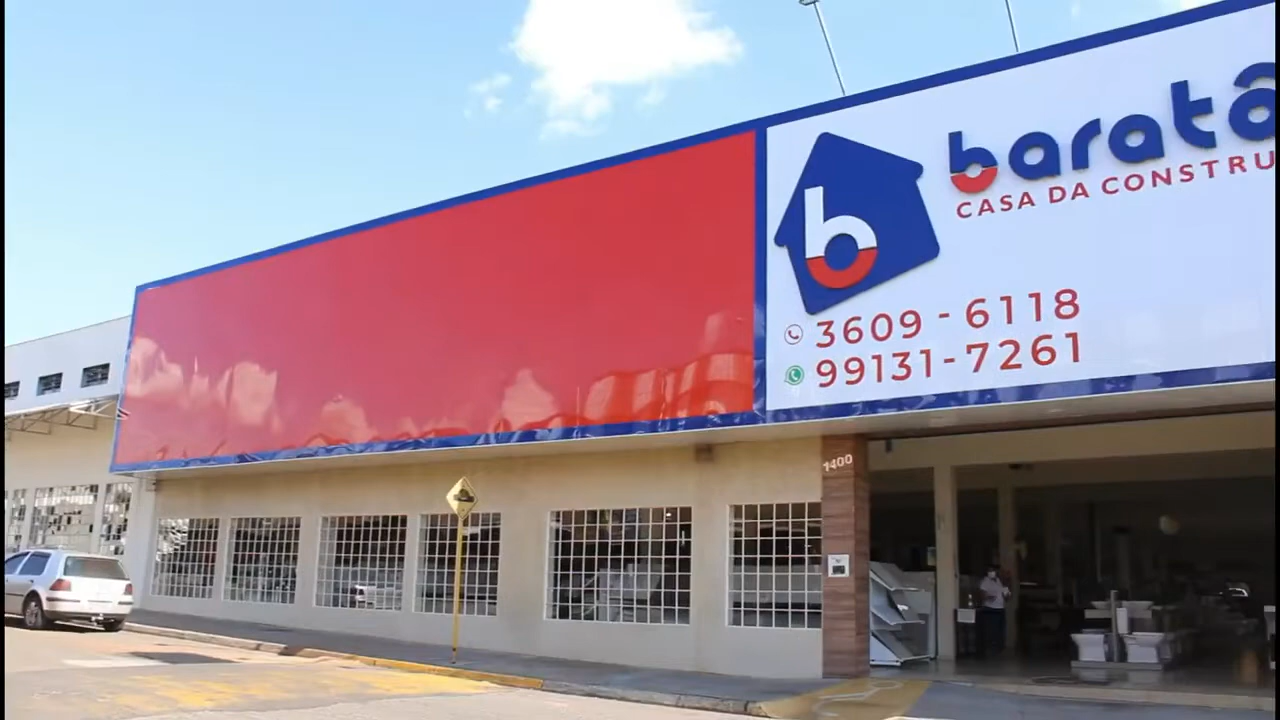 baratã
CASA DA CONSTRU
b
3609 - 6118
99131-7261
1400